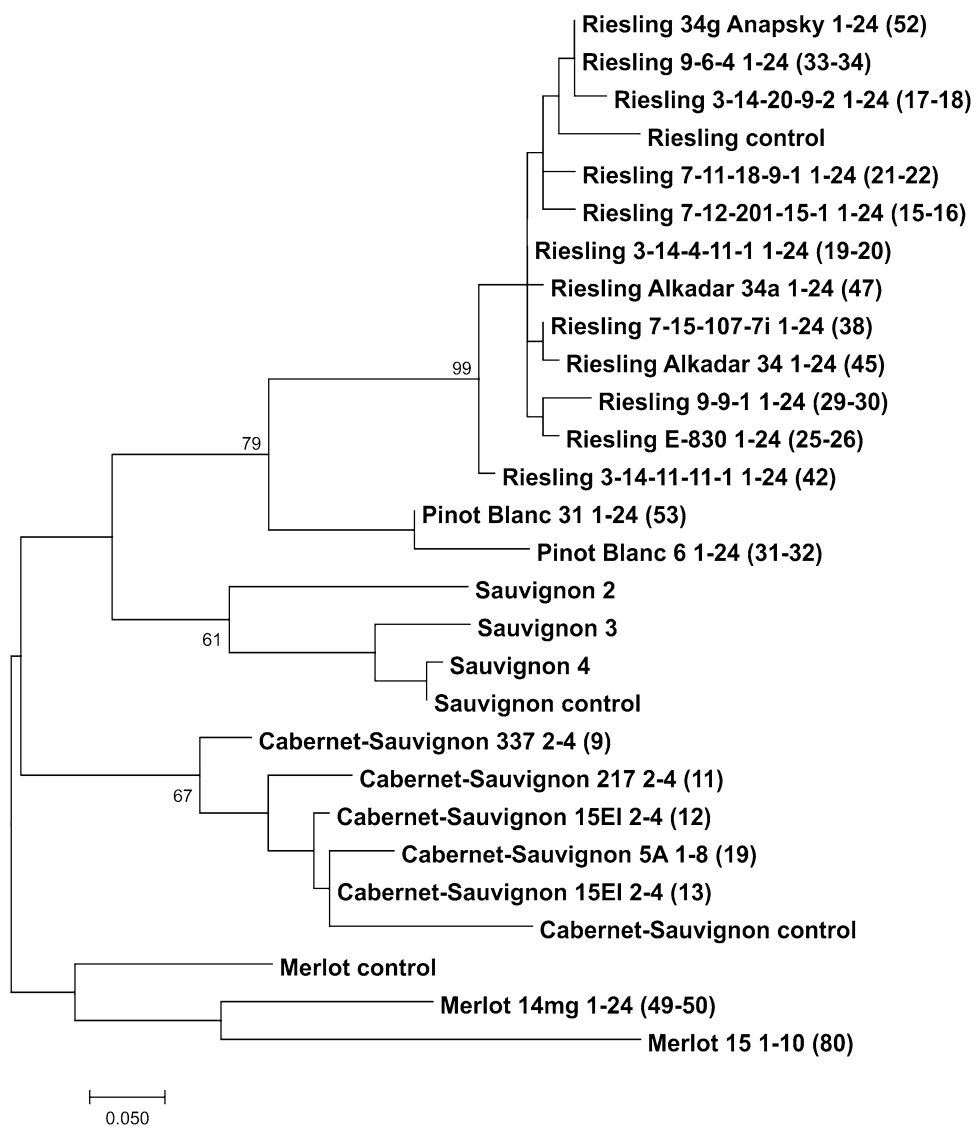 Riesling 34g Anapsky 1-24 (52)
Riesling 9-6-4 1-24 (33-34)
Riesling 3-14-20-9-2 1-24 (17-18)
Riesling control
Riesling 7-11-18-9-1 1-24 (21-22)
Riesling 7-12-201-15-1 1-24 (15-16)
Riesling 3-14-4-11-1 1-24 (19-20)
Riesling Alkadar 34a 1-24 (47)
Riesling 7-15-107-7i 1-24 (38)
Riesling Alkadar 34 1-24 (45)
99
Riesling 9-9-1 1-24 (29-30)
Riesling E-830 1-24 (25-26)
79
Riesling 3-14-11-11-1 1-24 (42)
Pinot Blanc 31 1-24 (53)
Pinot Blanc 6 1-24 (31-32)
Sauvignon 2
Sauvignon 3
61
Sauvignon 4
Sauvignon control
Cabernet-Sauvignon 337 2-4 (9)
Cabernet-Sauvignon 217 2-4 (11)
67
Cabernet-Sauvignon 15El 2-4 (12)
Cabernet-Sauvignon 5A 1-8 (19)
Cabernet-Sauvignon 15El 2-4 (13)
Cabernet-Sauvignon control
Merlot control
Merlot 14mg 1-24 (49-50)
Merlot 15 1-10 (80)
0.050